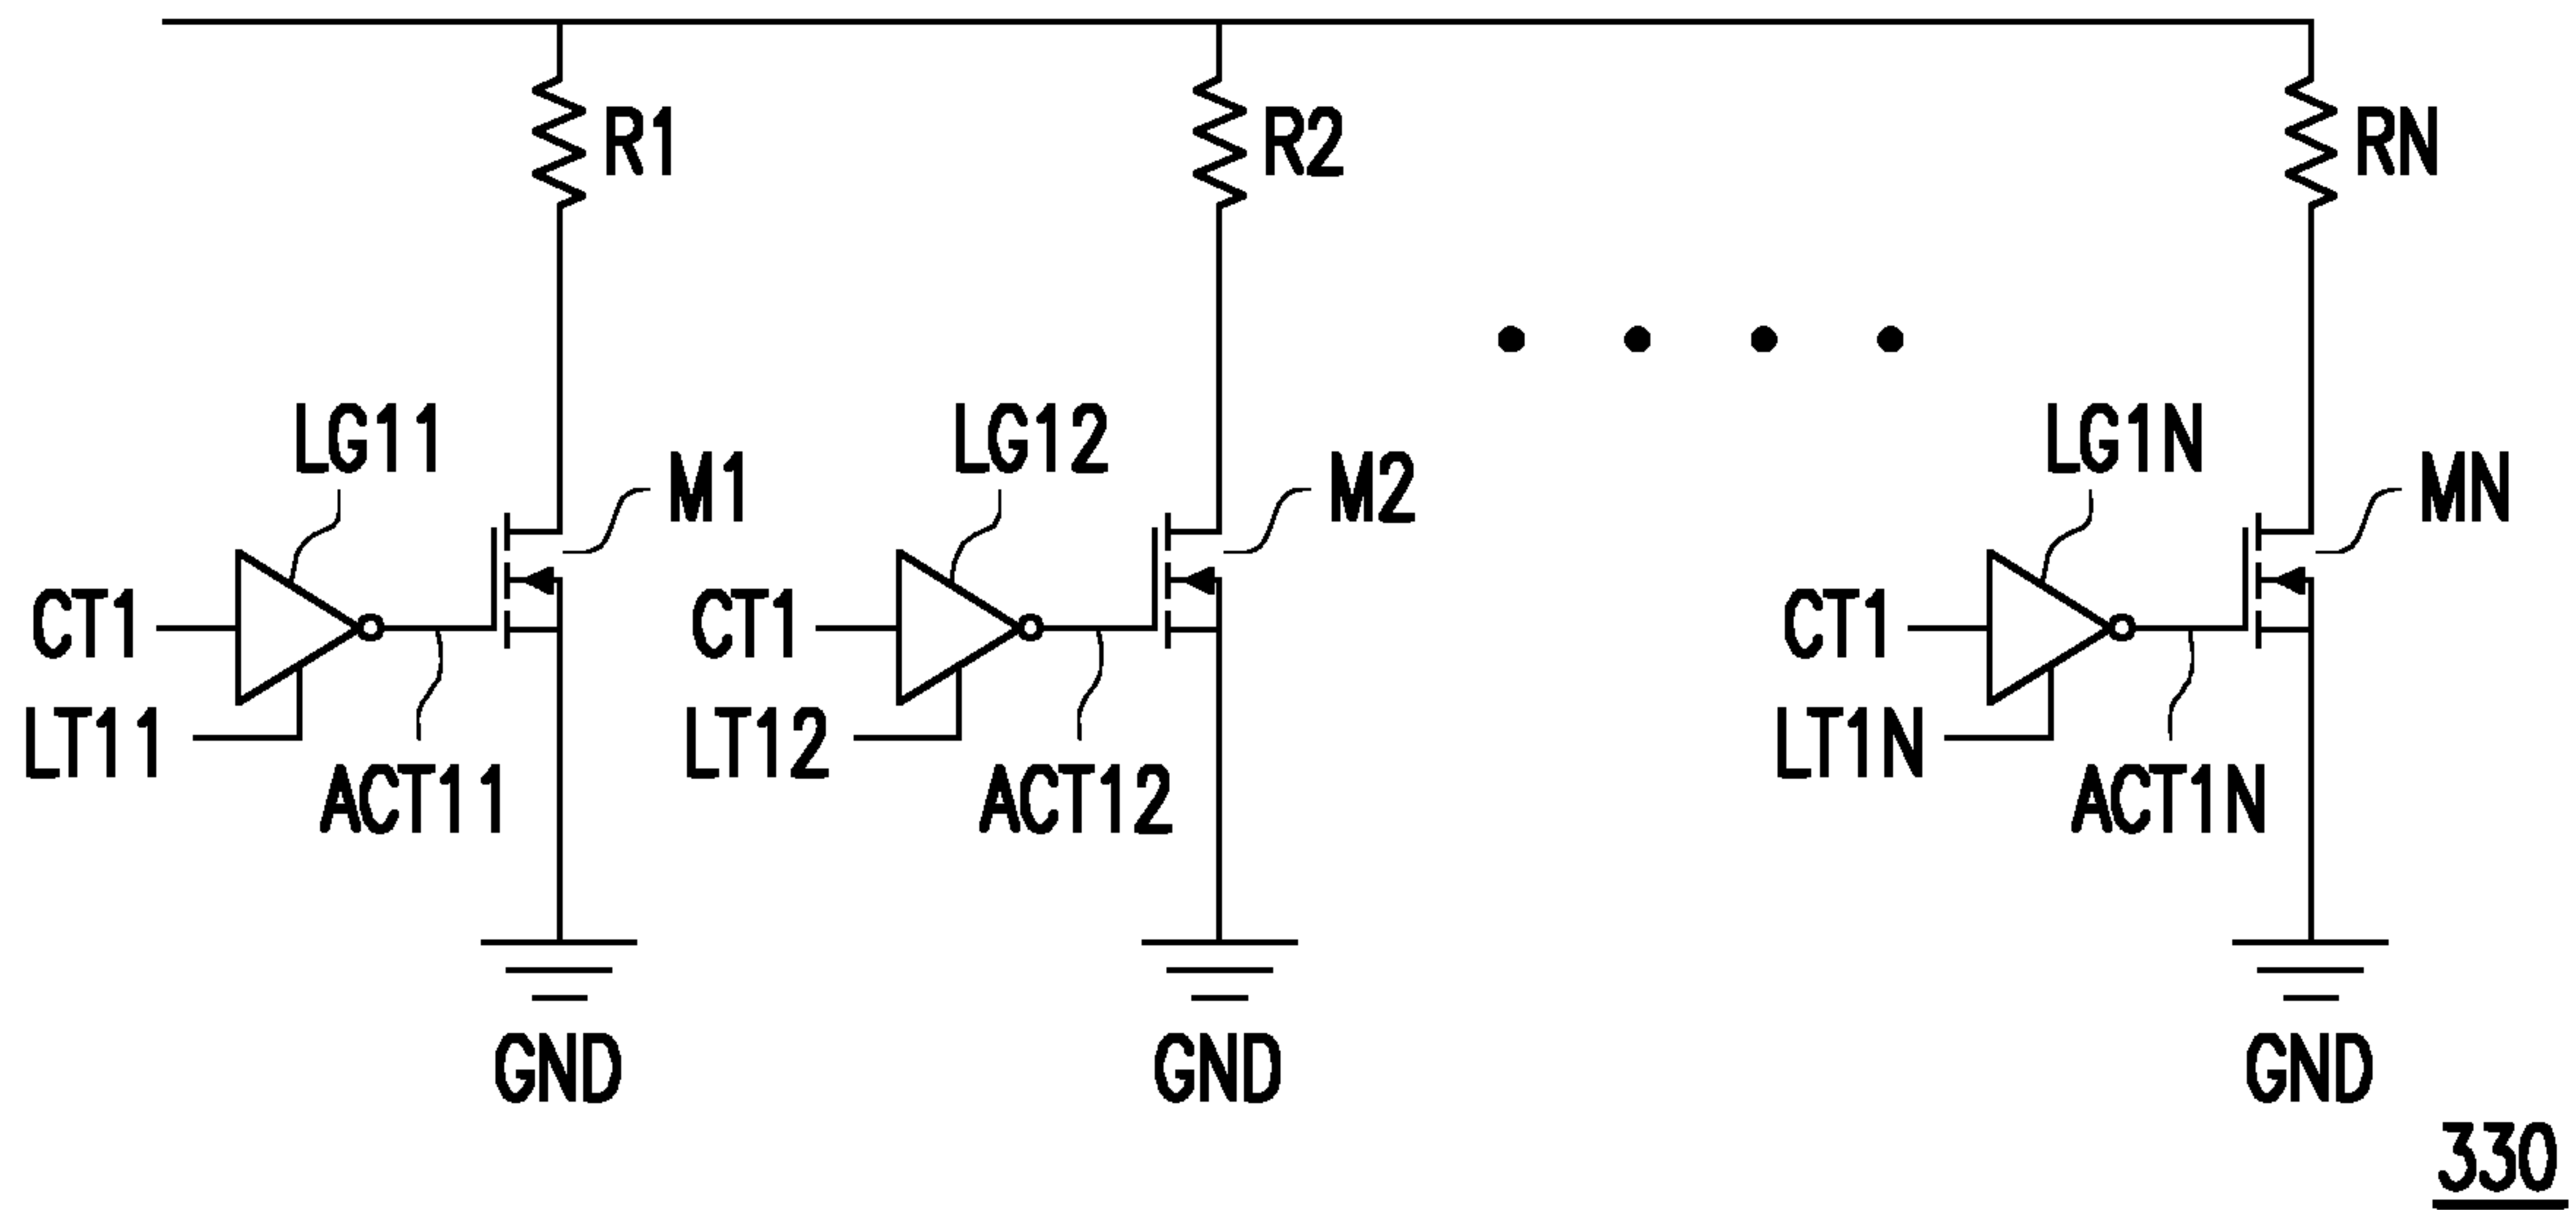 R1
R2
RN
LG11
LG12
LG1N
M1
M2
MN
CT1
CT1
CT1
LT11
LT12
LT1N
ACT11
ACT12
ACT1N
GND
GND
GND
330